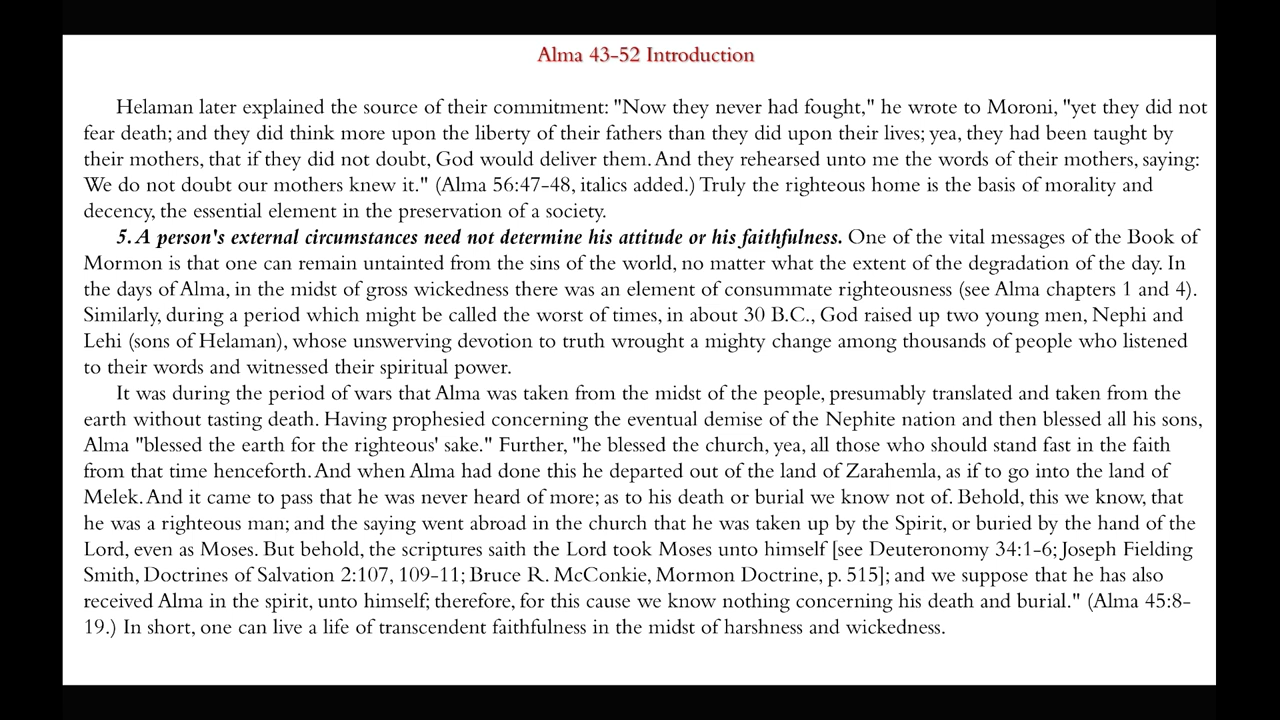 Alma 43-52 Introduction
Helaman later explained the source of their commitment: "Now they never had fought," he wrote to Moroni, "yet they did not
fear death; and they did think more upon the liberty of their fathers than they did upon their lives; yea, they had been taught by
their mothers, that if they did not doubt, God would deliver them. And they rehearsed unto me the words of their mothers, saying:
We do not doubt our mothers knew it." (Alma 56:47-48, italics added.) Truly the righteous home is the basis of morality and
decency, the essential element in the preservation of a society.
5. A person's external circumstances need not determine his attitude or his faithfulness. One of the vital messages of the Book of
Mormon is that one can remain untainted from the sins of the world, no matter what the extent of the degradation of the day. In
the days of Alma, in the midst of gross wickedness there was an element of consummate righteousness (see Alma chapters 1 and 4).
Similarly, during a period which might be called the worst of times, in about 30 B.C., God raised up two young men, Nephi and
Lehi (sons of Helaman), whose unswerving devotion to truth wrought a mighty change among thousands of people who listened
to their words and witnessed their spiritual power.
It was during the period of wars that Alma was taken from the midst of the people, presumably translated and taken from the
earth without tasting death. Having prophesied concerning the eventual demise of the Nephite nation and then blessed all his sons,
Alma "blessed the earth for the righteous' sake." Further, "he blessed the church, yea, all those who should stand fast in the faith
from that time henceforth. And when Alma had done this he departed out of the land of Zarahemla, as if to go into the land of
Melek. And it came to pass that he was never heard of more; as to his death or burial we know not of. Behold, this we know, that
he was a righteous man; and the saying went abroad in the church that he was taken up by the Spirit, or buried by the hand of the
Lord, even as Moses. But behold, the scriptures saith the Lord took Moses unto himself [see Deuteronomy 34:1-6; Joseph Fielding
Smith, Doctrines of Salvation 2:107, 109-11; Bruce R. McConkie, Mormon Doctrine, p. 515]; and we suppose that he has also
received Alma in the spirit, unto himself; therefore, for this cause we know nothing concerning his death and burial." (Alma 45:8-
19.) In short, one can live a life of transcendent faithfulness in the midst of harshness and wickedness.